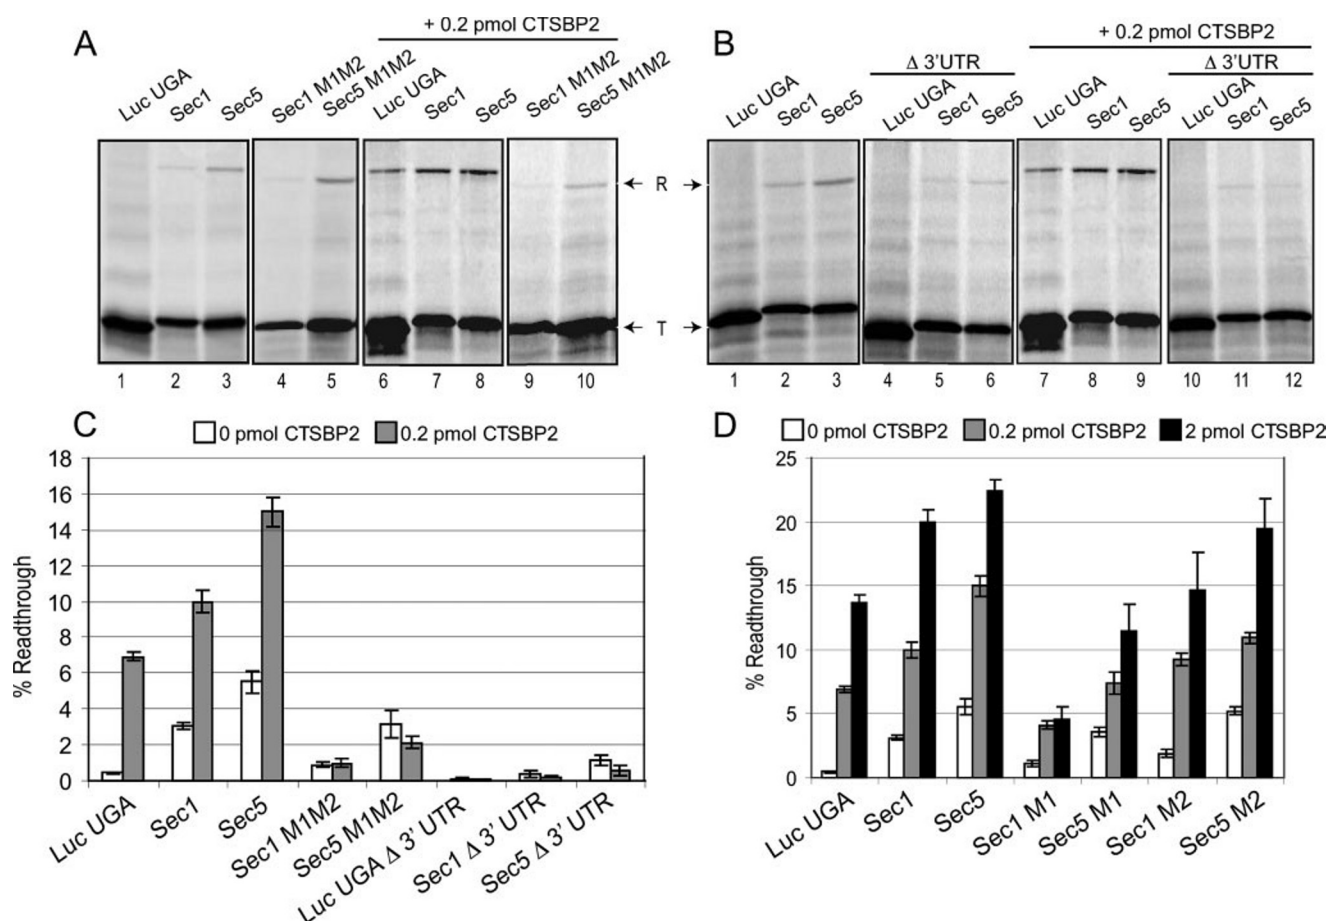 A
+ 0.2 pmol CTSBP2
Luc UGA Sec1 Sec5 Sec1 M1M2 Sec5 M1M2 Luc UGA Sec1 Sec5 Sec1 M1M2 Sec5 M1M2
R
T
1 2 3 4 5 6 7 8 9 10
B
+ 0.2 pmol CTSBP2
Δ 3'UTR Δ 3'UTR
Luc UGA Sec1 Sec5 Luc UGA Sec1 Sec5 Luc UGA Sec1 Sec5 Luc UGA Sec1 Sec5
1 2 3 4 5 6 7 8 9 10 11 12
C
0 pmol CTSBP2 0.2 pmol CTSBP2
% Readthrough
18
16
14
12
10
8
6
4
2
0
Luc UGA Sec1 Sec5 Sec1 M1M2 Sec5 M1M2 Luc UGA Δ 3' UTR Sec1 Δ 3' UTR Sec5 Δ 3' UTR
D
0 pmol CTSBP2 0.2 pmol CTSBP2 2 pmol CTSBP2
% Readthrough
25
20
15
10
5
0
Luc UGA Sec1 Sec5 Sec1 M1 Sec5 M1 Sec1 M2 Sec5 M2